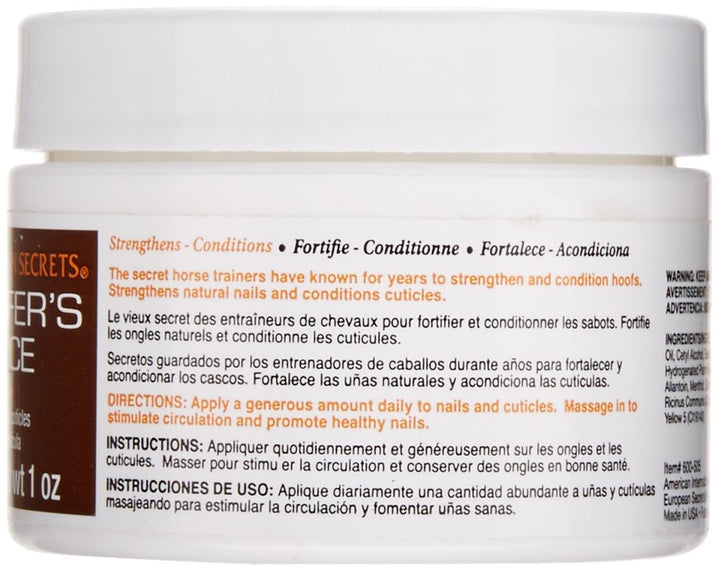 SECRETS®
Strengthens - Conditions • Fortifie - Conditionne • Fortalece - Acondiciona
The secret horse trainers have known for years to strengthen and condition hoofs.
Strengthens natural nails and conditions cuticles.
Le vieux secret des entraîneurs de chevaux pour fortifier et conditionner les sabots. Fortifie
les ongles naturels et conditionne les cuticules.
Secretos guardados por los entrenadores de caballos durante años para fortalecer y
acondicionar los cascos. Fortalece las uñas naturales y acondiciona las cutículas.
DIRECTIONS: Apply a generous amount daily to nails and cuticles. Massage in to
stimulate circulation and promote healthy nails.
INSTRUCTIONS: Appliquer quotidiennement et généreusement sur les ongles et les
cuticules. Masser pour stimu er la circulation et conserver des ongles en bonne santé.
INSTRUCCIONES DE USO: Aplique diariamente una cantidad abundante a uñas y cutículas
masajeando para estimular la circulación y fomentar uñas sanas.
wt 1 oz
WARNING: KEEP
AVERTISSEMENT:
ADVERTENCIA:
Oil, Cetyl Alcohol,
Hydrogenated
Allantoin, Menthol,
Ricinus Communis
Yellow 5 (CI19140)
Item# 600-505
American
European
Made in USA •